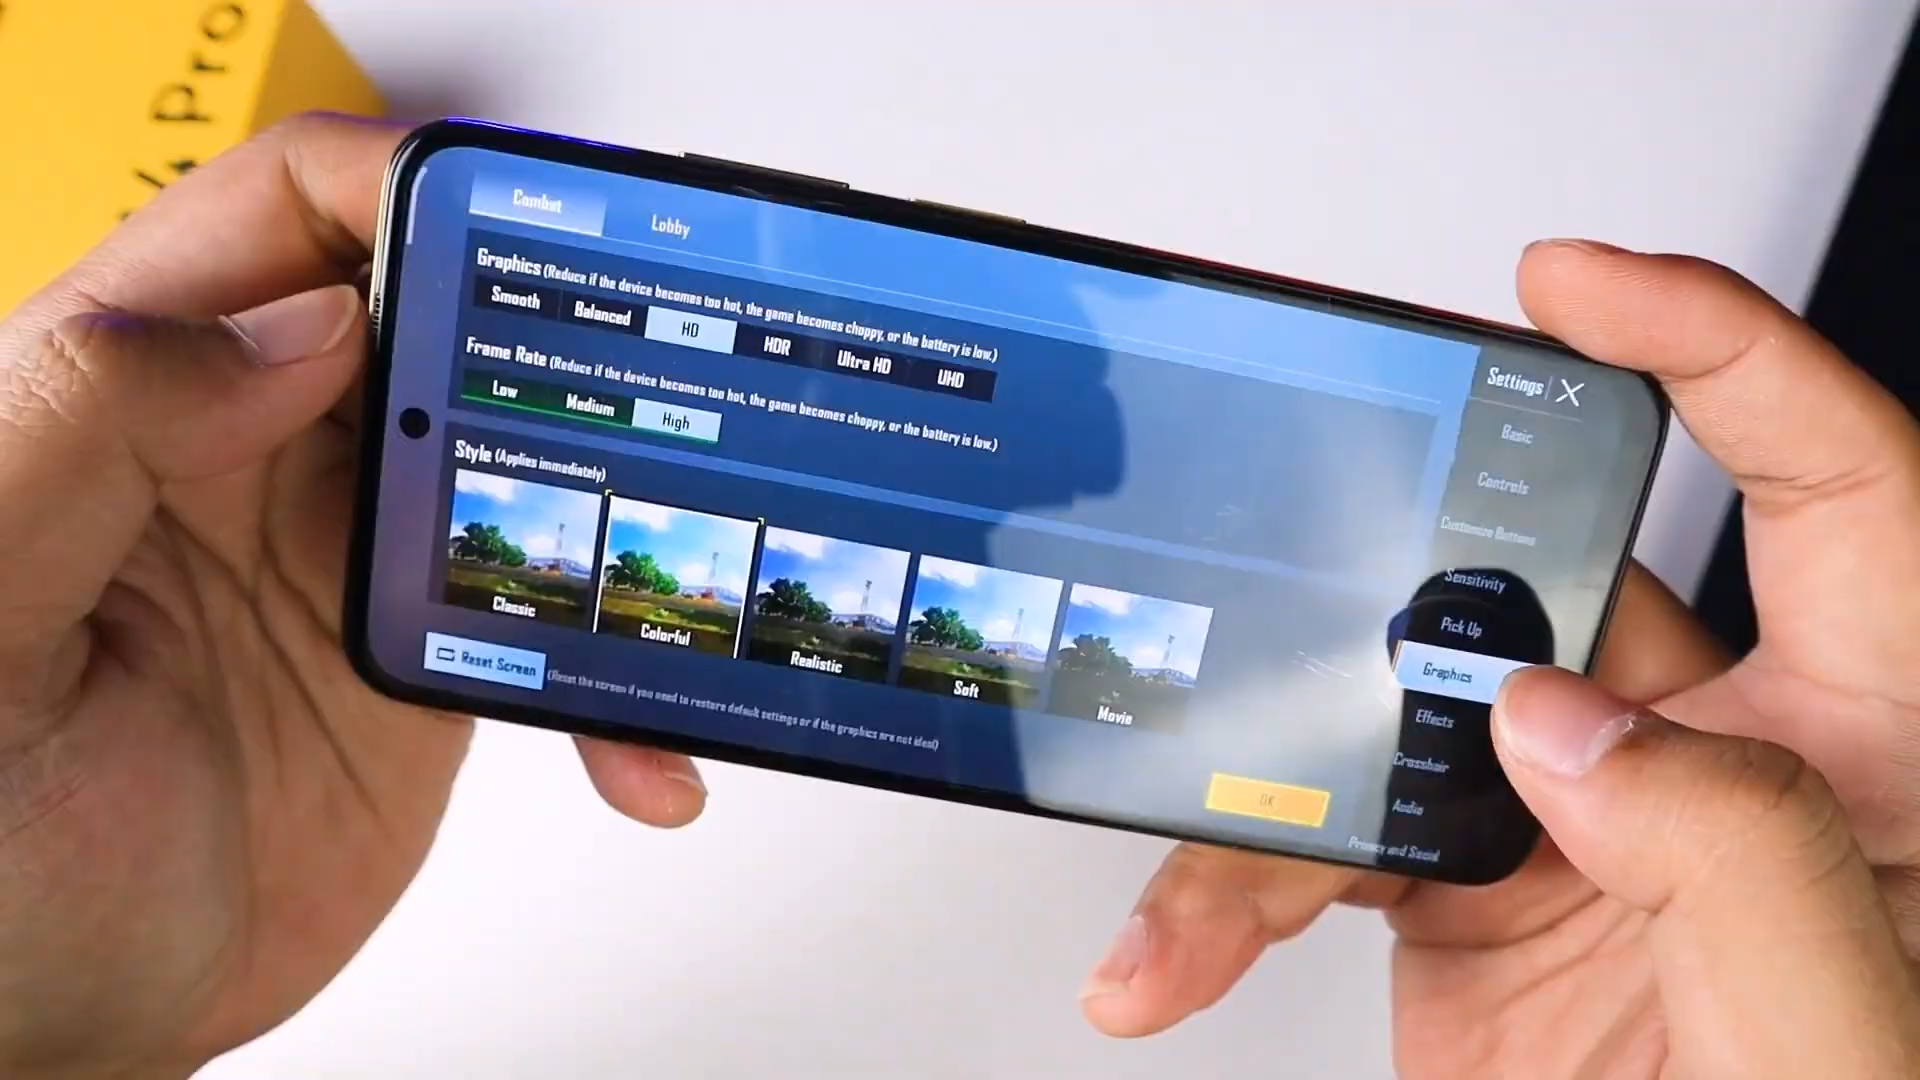 Pro
Combat
Lobby
Graphics (Reduce if the device becomes too hot, the game becomes choppy, or the battery is low.)
Smooth Balanced HD HDR Ultra HD UHD
Frame Rate (Reduce if the device becomes too hot, the game becomes choppy, or the battery is low.)
Low Medium High
Style (Applies immediately)
Classic
Colorful
Realistic
Soft
Movie
Reset Screen
(Reset the screen if you need to restore default settings or if the graphics are not ideal)
OK
Settings
Basic
Controls
Customize Buttons
Sensitivity
Pick Up
Graphics
Effects
Crosshair
Audio
Privacy and Social